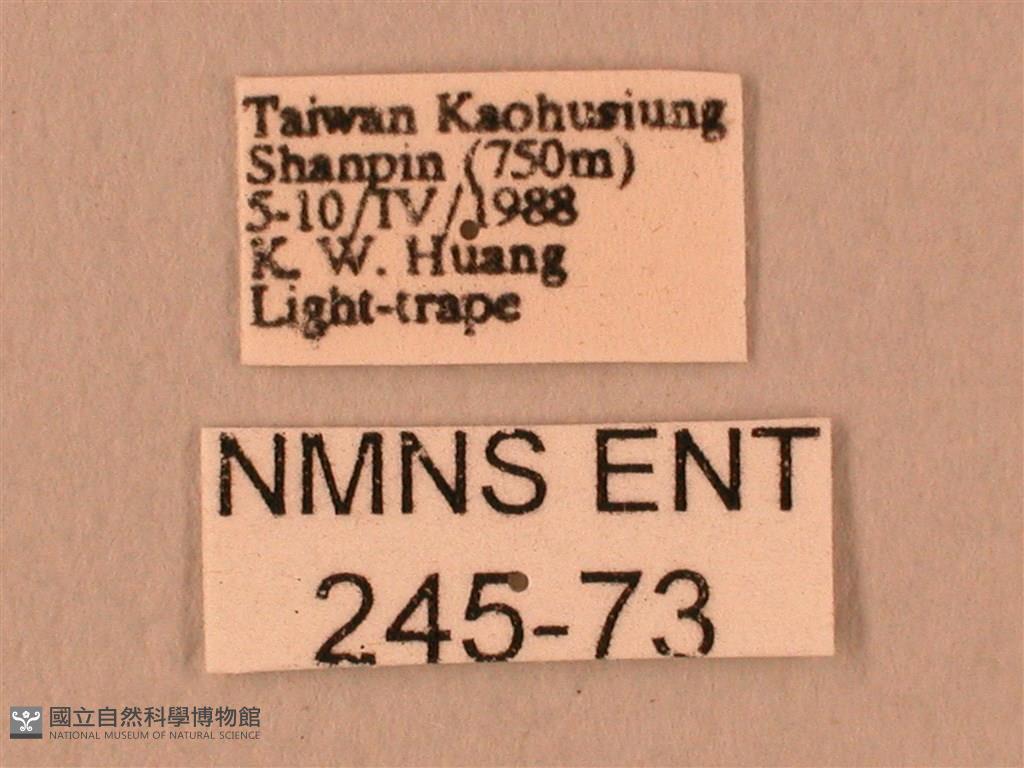 Taiwan Kaohusiung
Shanpin (750m)
5-10/IV/1988
K. W. Huang
Light-trape
NMNS ENT
245-73
國立自然科學博物館
NATIONAL MUSEUM OF NATURAL SCIENCE